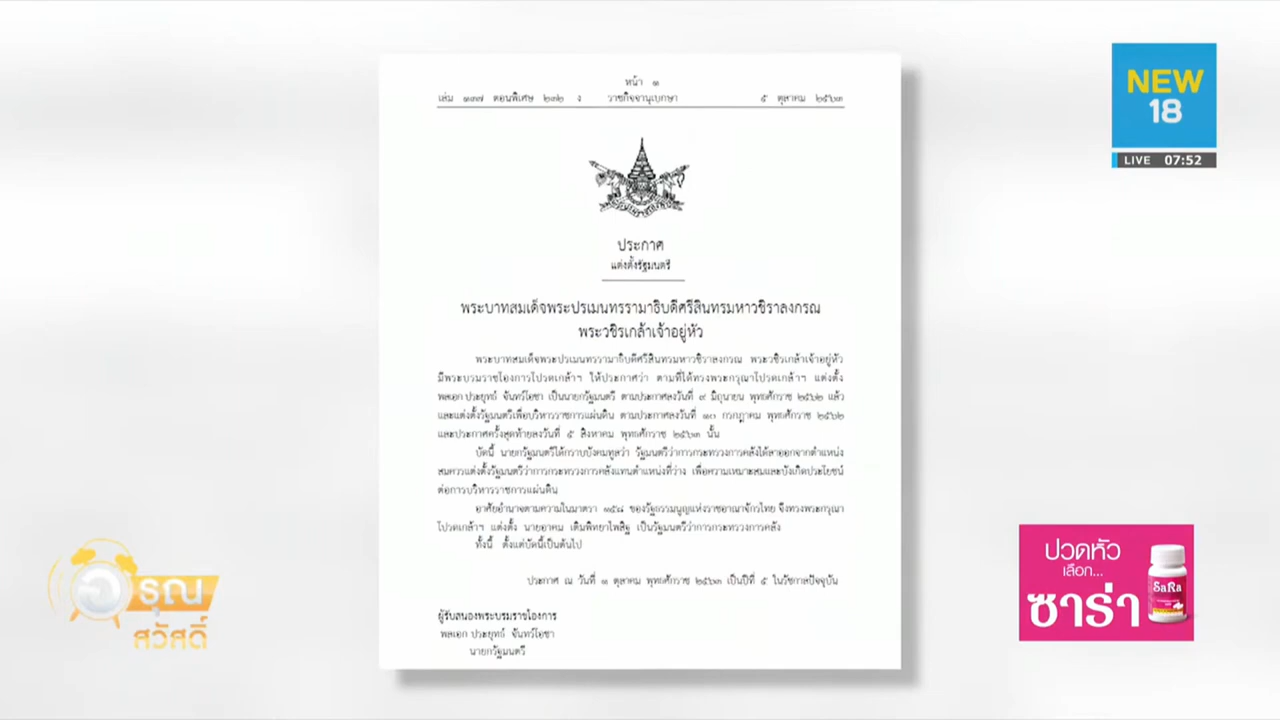 หน้า ๑
เล่ม ๑๓๗ ตอนพิเศษ ๒๓๒ ง ราชกิจจานุเบกษา ๕ ตุลาคม ๒๕๖๓
ประกาศ
แต่งตั้งรัฐมนตรี
พระบาทสมเด็จพระปรเมนทรรามาธิบดีศรีสินทรมหาวชิราลงกรณ
พระวชิรเกล้าเจ้าอยู่หัว
พระบาทสมเด็จพระปรเมนทรรามาธิบดีศรีสินทรมหาวชิราลงกรณ พระวชิรเกล้าเจ้าอยู่หัว
มีพระบรมราชโองการโปรดเกล้าฯ ให้ประกาศว่า ตามที่ได้ทรงพระกรุณาโปรดเกล้าฯ แต่งตั้ง
พลเอก ประยุทธ์ จันทร์โอชา เป็นนายกรัฐมนตรี ตามประกาศลงวันที่ ๙ มิถุนายน พุทธศักราช ๒๕๖๒ แล้ว
และแต่งตั้งรัฐมนตรีเพื่อบริหารราชการแผ่นดิน ตามประกาศลงวันที่ ๑๐ กรกฎาคม พุทธศักราช ๒๕๖๒
และประกาศครั้งสุดท้ายลงวันที่ ๕ สิงหาคม พุทธศักราช ๒๕๖๓ นั้น
บัดนี้ นายกรัฐมนตรีได้กราบบังคมทูลว่า รัฐมนตรีว่าการกระทรวงการคลังได้ลาออกจากตำแหน่ง
สมควรแต่งตั้งรัฐมนตรีว่าการกระทรวงการคลังแทนตำแหน่งที่ว่าง เพื่อความเหมาะสมและบังเกิดประโยชน์
ต่อการบริหารราชการแผ่นดิน
อาศัยอำนาจตามความในมาตรา ๑๕๘ ของรัฐธรรมนูญแห่งราชอาณาจักรไทย จึงทรงพระกรุณา
โปรดเกล้าฯ แต่งตั้ง นายอาคม เติมพิทยาไพสิฐ เป็นรัฐมนตรีว่าการกระทรวงการคลัง
ทั้งนี้ ตั้งแต่บัดนี้เป็นต้นไป
ประกาศ ณ วันที่ ๑ ตุลาคม พุทธศักราช ๒๕๖๓ เป็นปีที่ ๕ ในรัชกาลปัจจุบัน
ผู้รับสนองพระบรมราชโองการ
พลเอก ประยุทธ์ จันทร์โอชา
นายกรัฐมนตรี
NEW
18
LIVE 07:52
อรุณ
สวัสดิ์
ปวดหัว
เลือก...
ซาร่า
SaRa